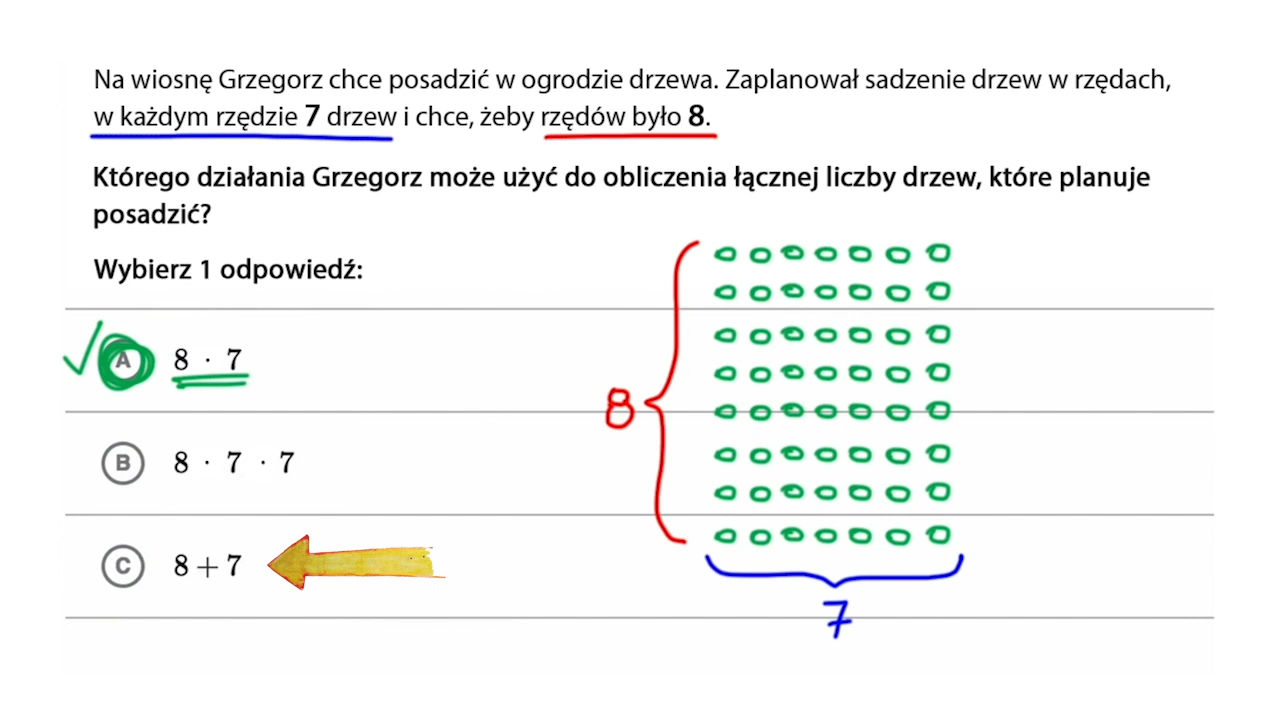 Na wiosnę Grzegorz chce posadzić w ogrodzie drzewa. Zaplanował sadzenie drzew w rzędach,
w każdym rzędzie 7 drzew i chce, żeby rzędów było 8.
Którego działania Grzegorz może użyć do obliczenia łącznej liczby drzew, które planuje
posadzić?
Wybierz 1 odpowiedź:
A 8 · 7
B 8 · 7 · 7
C 8 + 7
8
7